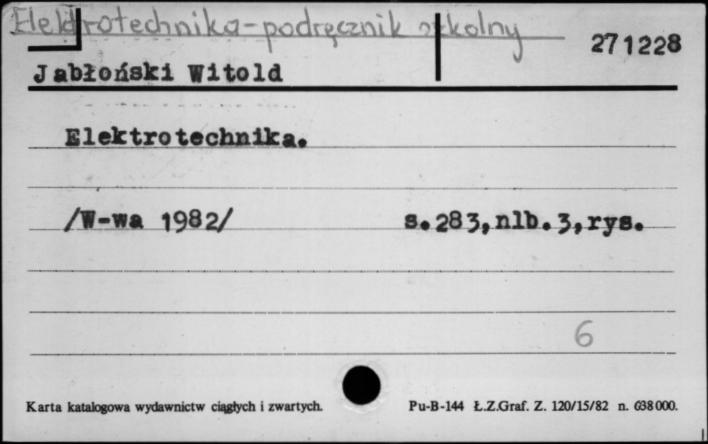 Elektrotechnika-podręcznik szkolny
271228
Jabłoński Witold
Elektrotechnika.
/W-wa 1982/ s.283,nlb.3,rys.
6
Karta katalogowa wydawnictw ciągłych i zwartych. Pu-B-144 Ł.Z.Graf. Z. 120/15/82 n. 638000.